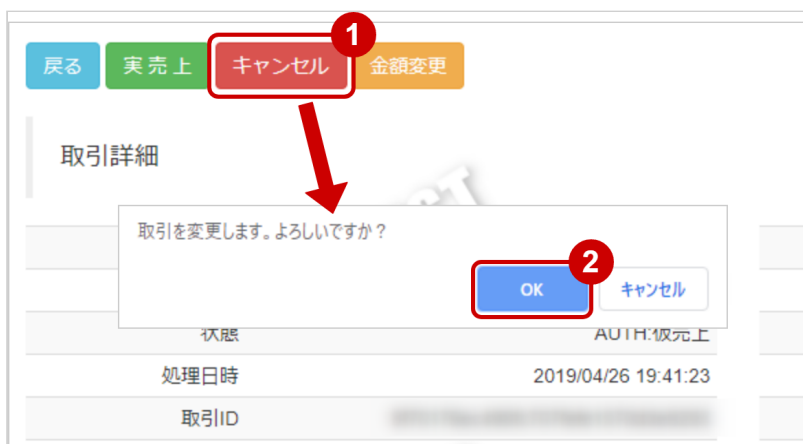 1
戻る 実売上 キャンセル 金額変更
取引詳細
取引を変更します。よろしいですか？
2
OK キャンセル
状態 AUTH:仮売上
処理日時 2019/04/26 19:41:23
取引ID